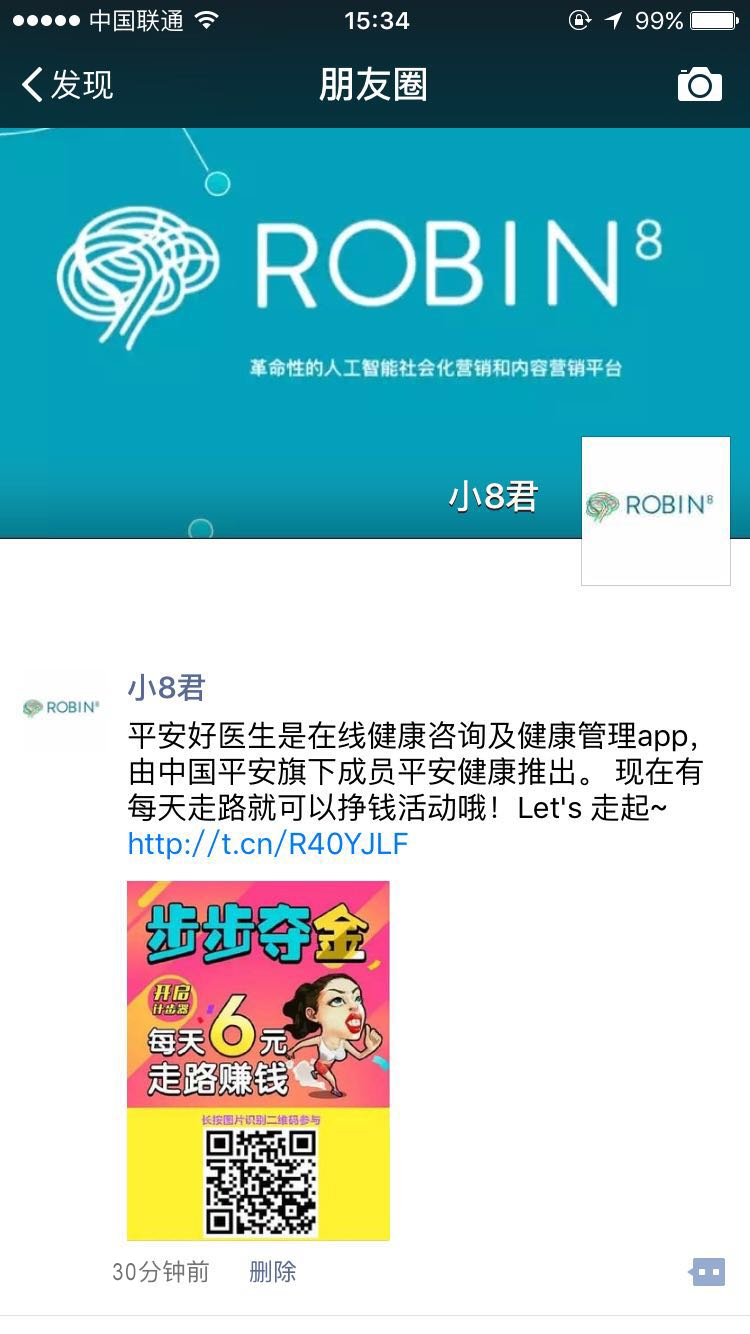 中国联通
15:34
99%
发现
朋友圈
ROBIN8
革命性的人工智能社会化营销和内容营销平台
小8君
ROBIN8
ROBIN8
小8君
平安好医生是在线健康咨询及健康管理app,
由中国平安旗下成员平安健康推出。 现在有
每天走路就可以挣钱活动哦！Let's 走起~
http://t.cn/R40YJLF
步步夺金
开启
计步器
每天6元
走路赚钱
长按图片识别二维码参与
30分钟前
删除